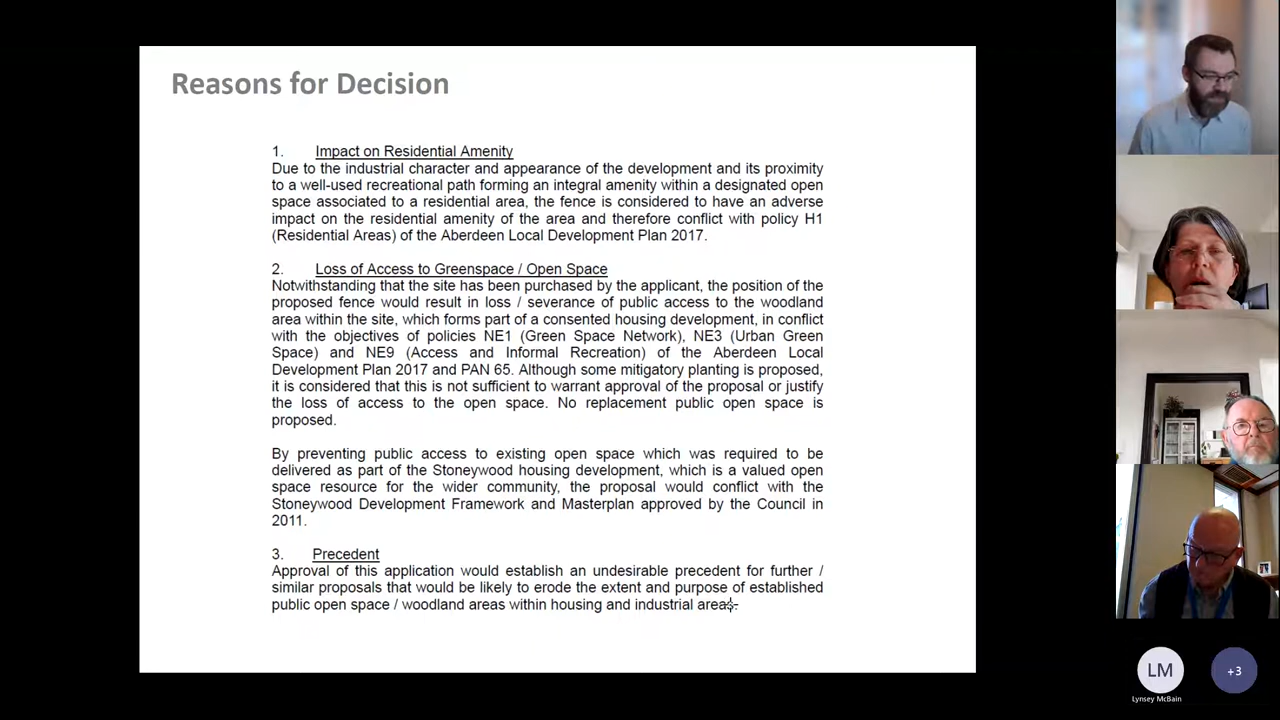 Reasons for Decision
1. Impact on Residential Amenity
Due to the industrial character and appearance of the development and its proximity
to a well-used recreational path forming an integral amenity within a designated open
space associated to a residential area, the fence is considered to have an adverse
impact on the residential amenity of the area and therefore conflict with policy H1
(Residential Areas) of the Aberdeen Local Development Plan 2017.
2. Loss of Access to Greenspace / Open Space
Notwithstanding that the site has been purchased by the applicant, the position of the
proposed fence would result in loss / severance of public access to the woodland
area within the site, which forms part of a consented housing development, in conflict
with the objectives of policies NE1 (Green Space Network), NE3 (Urban Green
Space) and NE9 (Access and Informal Recreation) of the Aberdeen Local
Development Plan 2017 and PAN 65. Although some mitigatory planting is proposed,
it is considered that this is not sufficient to warrant approval of the proposal or justify
the loss of access to the open space. No replacement public open space is
proposed.
By preventing public access to existing open space which was required to be
delivered as part of the Stoneywood housing development, which is a valued open
space resource for the wider community, the proposal would conflict with the
Stoneywood Development Framework and Masterplan approved by the Council in
2011.
3. Precedent
Approval of this application would establish an undesirable precedent for further /
similar proposals that would be likely to erode the extent and purpose of established
public open space / woodland areas within housing and industrial areas.
LM
+3
Lynsey McBain